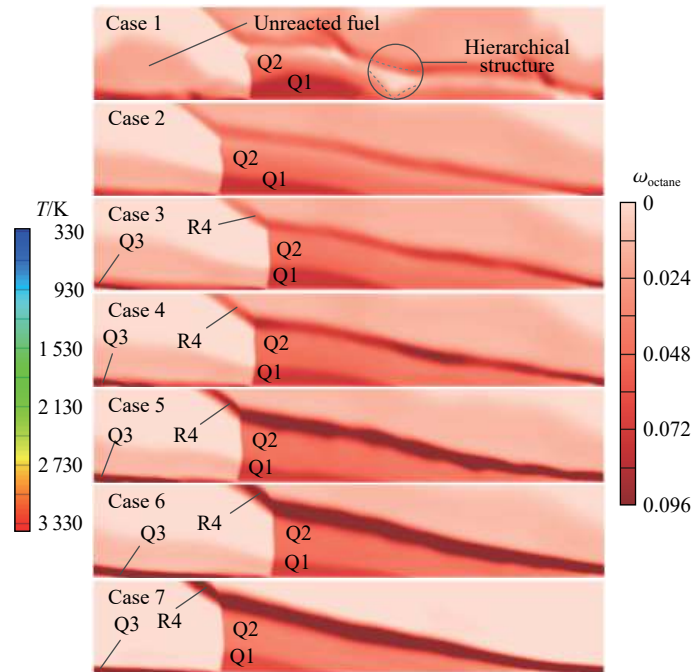 Case 1
Unreacted fuel
Hierarchical
structure
Q2
Q1
Case 2
Q2
Q1
Case 3
Q3
R4
Q2
Q1
Case 4
Q3
R4
Q2
Q1
Case 5
Q3
R4
Q2
Q1
Case 6
Q3
R4
Q2
Q1
Case 7
Q3
R4
Q2
Q1
T/K
330
930
1 530
2 130
2 730
3 330
ω_octane
0
0.024
0.048
0.072
0.096